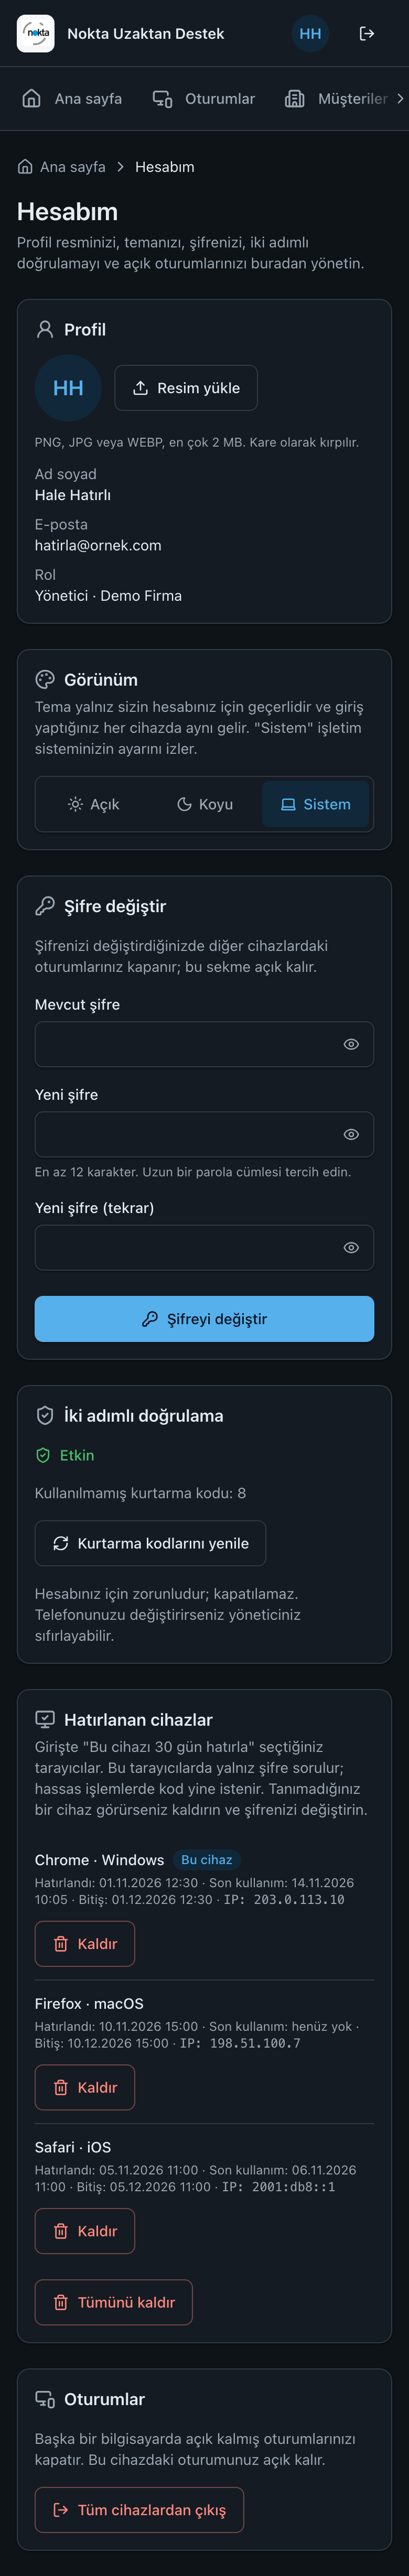 nokta
Nokta Uzaktan Destek
HH
Ana sayfa
Oturumlar
Müşteriler
Ana sayfa > Hesabım
Hesabım
Profil resminizi, temanızı, şifrenizi, iki adımlı
doğrulamayı ve açık oturumlarınızı buradan yönetin.
Profil
HH
Resim yükle
PNG, JPG veya WEBP, en çok 2 MB. Kare olarak kırpılır.
Ad soyad
Hale Hatırlı
E-posta
hatirla@ornek.com
Rol
Yönetici · Demo Firma
Görünüm
Tema yalnız sizin hesabınız için geçerlidir ve giriş
yaptığınız her cihazda aynı gelir. "Sistem" işletim
sisteminizin ayarını izler.
Açık
Koyu
Sistem
Şifre değiştir
Şifrenizi değiştirdiğinizde diğer cihazlardaki
oturumlarınız kapanır; bu sekme açık kalır.
Mevcut şifre
Yeni şifre
En az 12 karakter. Uzun bir parola cümlesi tercih edin.
Yeni şifre (tekrar)
Şifreyi değiştir
İki adımlı doğrulama
Etkin
Kullanılmamış kurtarma kodu: 8
Kurtarma kodlarını yenile
Hesabınız için zorunludur; kapatılamaz.
Telefonunuzu değiştirirseniz yöneticiniz
sıfırlayabilir.
Hatırlanan cihazlar
Girişte "Bu cihazı 30 gün hatırla" seçtiğiniz
tarayıcılar. Bu tarayıcılarda yalnız şifre sorulur;
hassas işlemlerde kod yine istenir. Tanımadığınız
bir cihaz görürseniz kaldırın ve şifrenizi değiştirin.
Chrome · Windows Bu cihaz
Hatırlandı: 01.11.2026 12:30 · Son kullanım: 14.11.2026
10:05 · Bitiş: 01.12.2026 12:30 · IP: 203.0.113.10
Kaldır
Firefox · macOS
Hatırlandı: 10.11.2026 15:00 · Son kullanım: henüz yok ·
Bitiş: 10.12.2026 15:00 · IP: 198.51.100.7
Kaldır
Safari · iOS
Hatırlandı: 05.11.2026 11:00 · Son kullanım: 06.11.2026
11:00 · Bitiş: 05.12.2026 11:00 · IP: 2001:db8::1
Kaldır
Tümünü kaldır
Oturumlar
Başka bir bilgisayarda açık kalmış oturumlarınızı
kapatır. Bu cihazdaki oturumunuz açık kalır.
Tüm cihazlardan çıkış